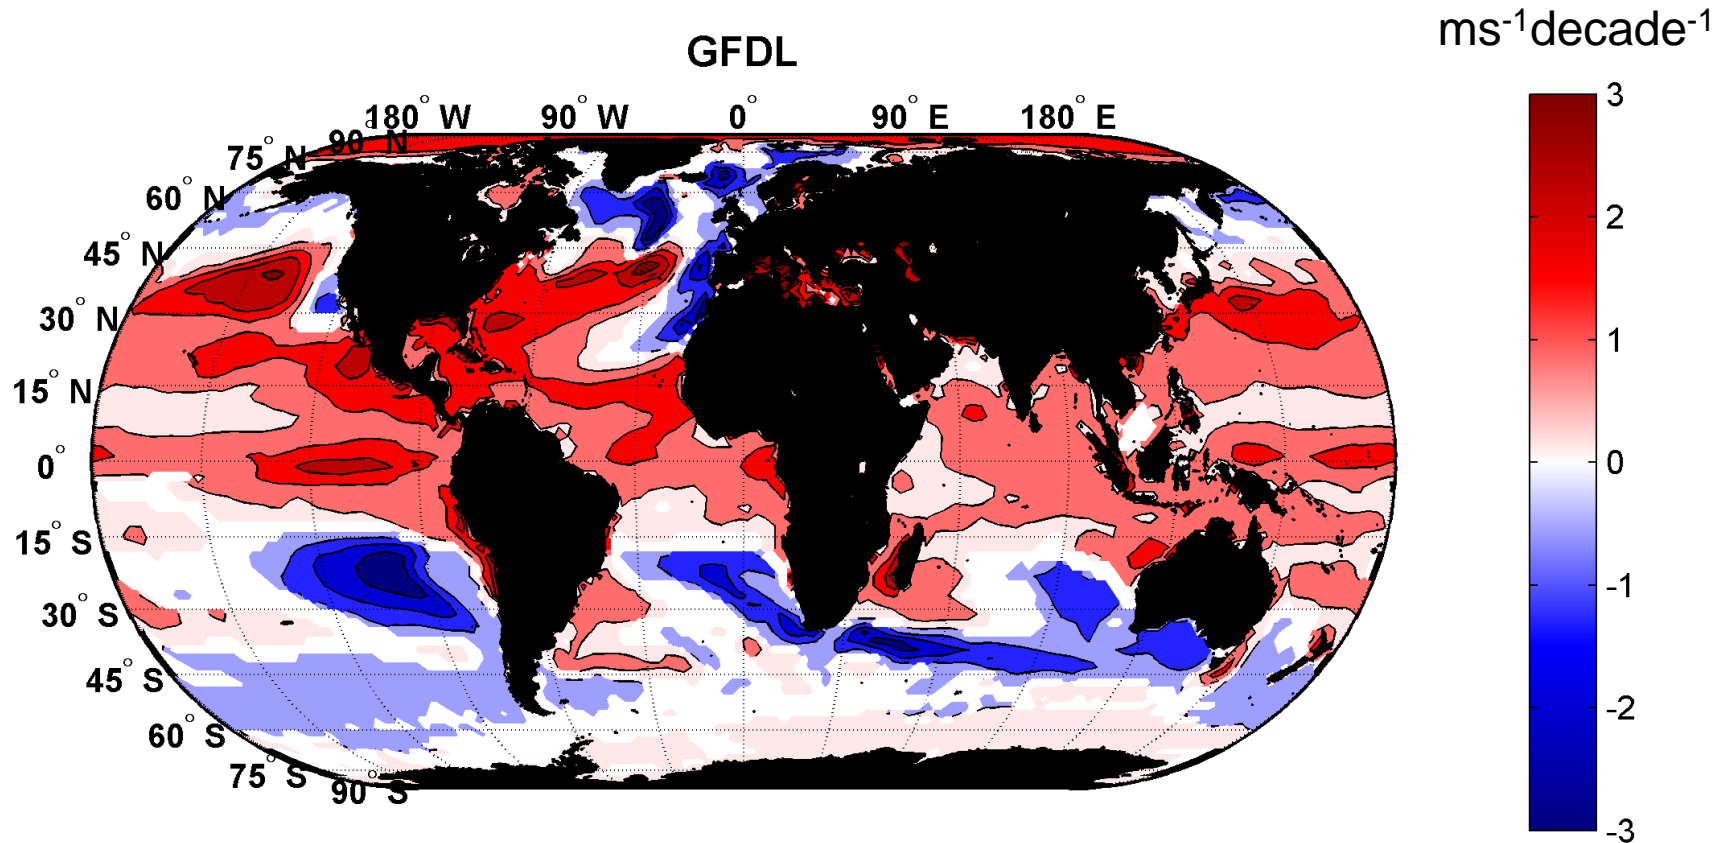 ms⁻¹decade⁻¹
GFDL
180° W 90° W 0° 90° E 180° E
90° N
75° N
60° N
45° N
30° N
15° N
0°
15° S
30° S
45° S
60° S
75° S
90° S
3
2
1
0
-1
-2
-3